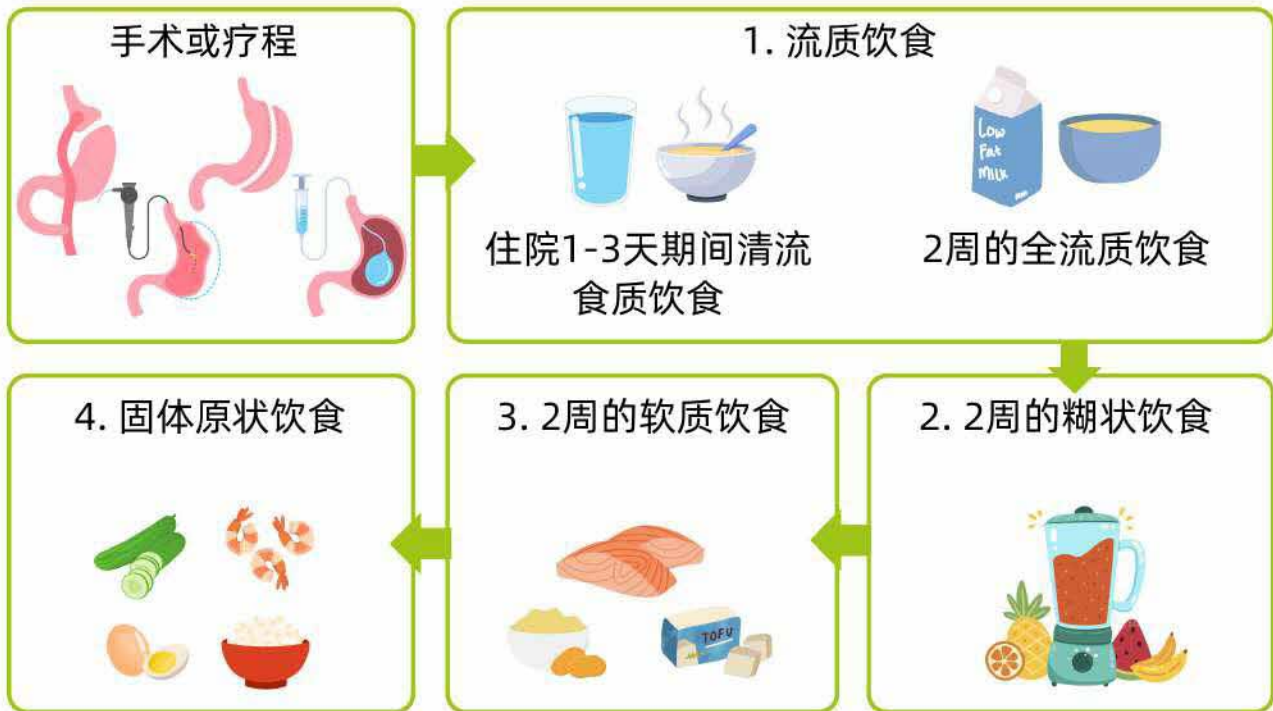 手术或疗程
1. 流质饮食
Low
Fat
MILK
住院1-3天期间清流
食质饮食
2周的全流质饮食
4. 固体原状饮食
3. 2周的软质饮食
2. 2周的糊状饮食
TOFU